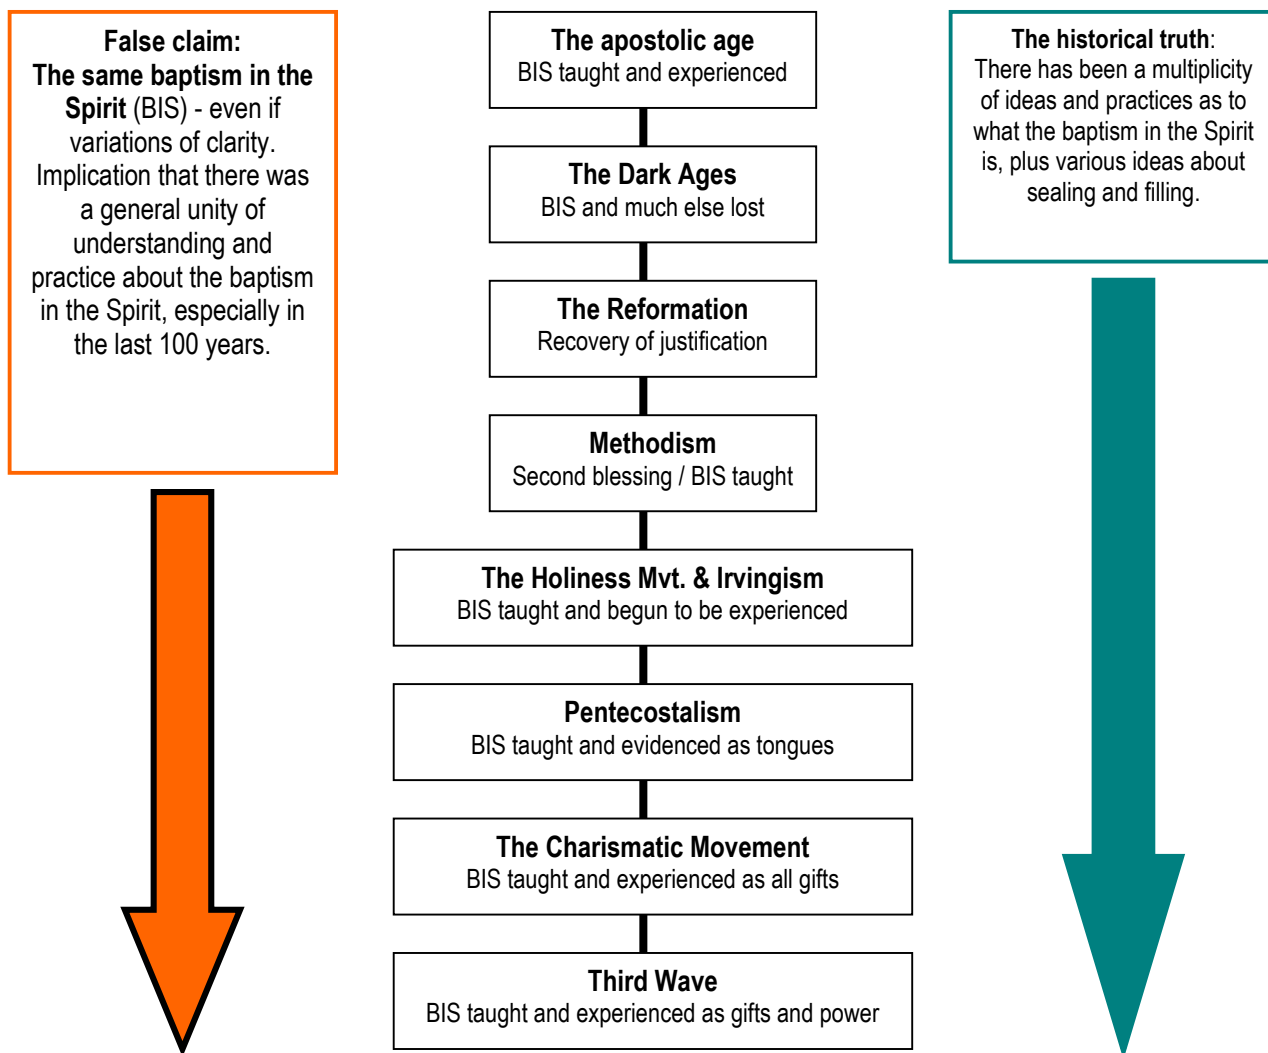 False claim:
The same baptism in the
Spirit (BIS) - even if
variations of clarity.
Implication that there was
a general unity of
understanding and
practice about the baptism
in the Spirit, especially in
the last 100 years.
The apostolic age
BIS taught and experienced
The Dark Ages
BIS and much else lost
The Reformation
Recovery of justification
Methodism
Second blessing / BIS taught
The Holiness Mvt. & Irvingism
BIS taught and begun to be experienced
Pentecostalism
BIS taught and evidenced as tongues
The Charismatic Movement
BIS taught and experienced as all gifts
Third Wave
BIS taught and experienced as gifts and power
The historical truth:
There has been a multiplicity
of ideas and practices as to
what the baptism in the Spirit
is, plus various ideas about
sealing and filling.